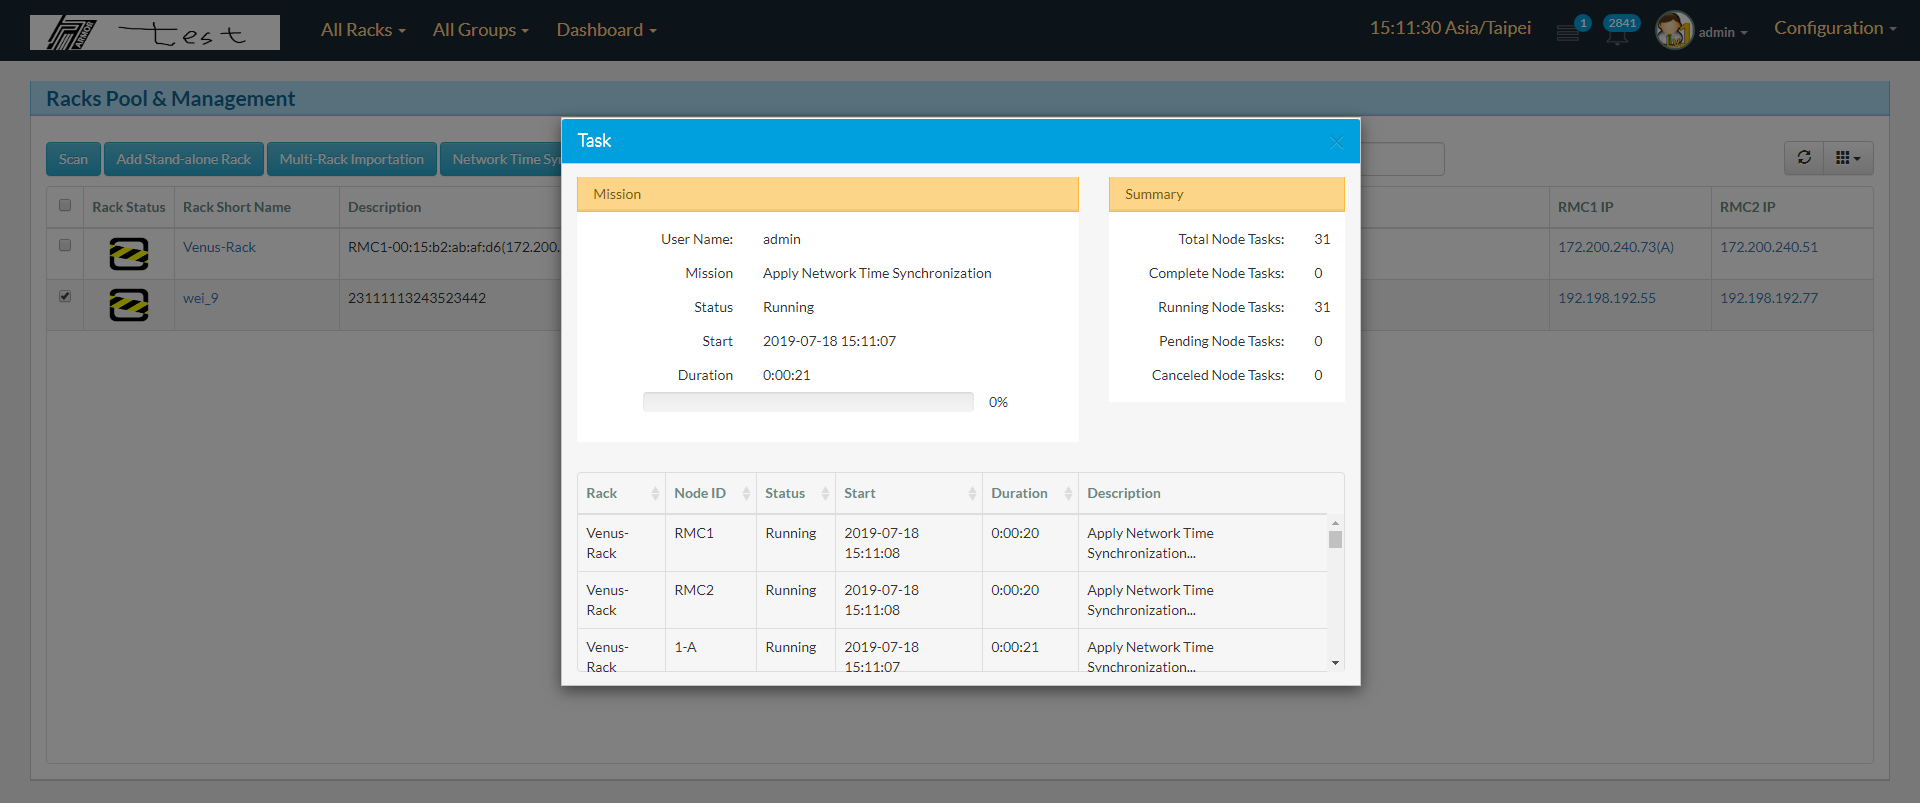 ARMOR test All Racks All Groups Dashboard 15:11:30 Asia/Taipei 1 2841 admin Configuration
Racks Pool & Management
Scan Add Stand-alone Rack Multi-Rack Importation Network Time
Rack Status Rack Short Name Description RMC1 IP RMC2 IP
Venus-Rack RMC1-00:15:b2:ab:af:d6(172.200. 172.200.240.73(A) 172.200.240.51
wei_9 23111113243523442 192.198.192.55 192.198.192.77
Task
Mission
User Name: admin
Mission Apply Network Time Synchronization
Status Running
Start 2019-07-18 15:11:07
Duration 0:00:21
0%
Summary
Total Node Tasks: 31
Complete Node Tasks: 0
Running Node Tasks: 31
Pending Node Tasks: 0
Canceled Node Tasks: 0
Rack Node ID Status Start Duration Description
Venus- RMC1 Running 2019-07-18 0:00:20 Apply Network Time
Rack 15:11:08 Synchronization...
Venus- RMC2 Running 2019-07-18 0:00:20 Apply Network Time
Rack 15:11:08 Synchronization...
Venus- 1-A Running 2019-07-18 0:00:21 Apply Network Time
Rack 15:11:07 Synchronization...